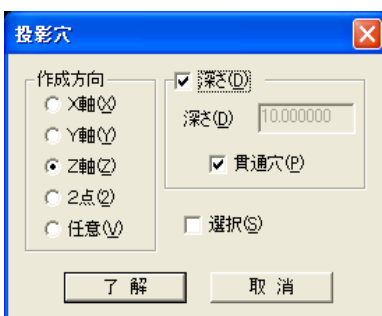 投影穴
作成方向
X軸(X)
Y軸(Y)
Z軸(Z)
2点(2)
任意(V)
深さ(D)
深さ(D) 10.000000
貫通穴(P)
選択(S)
了解
取消